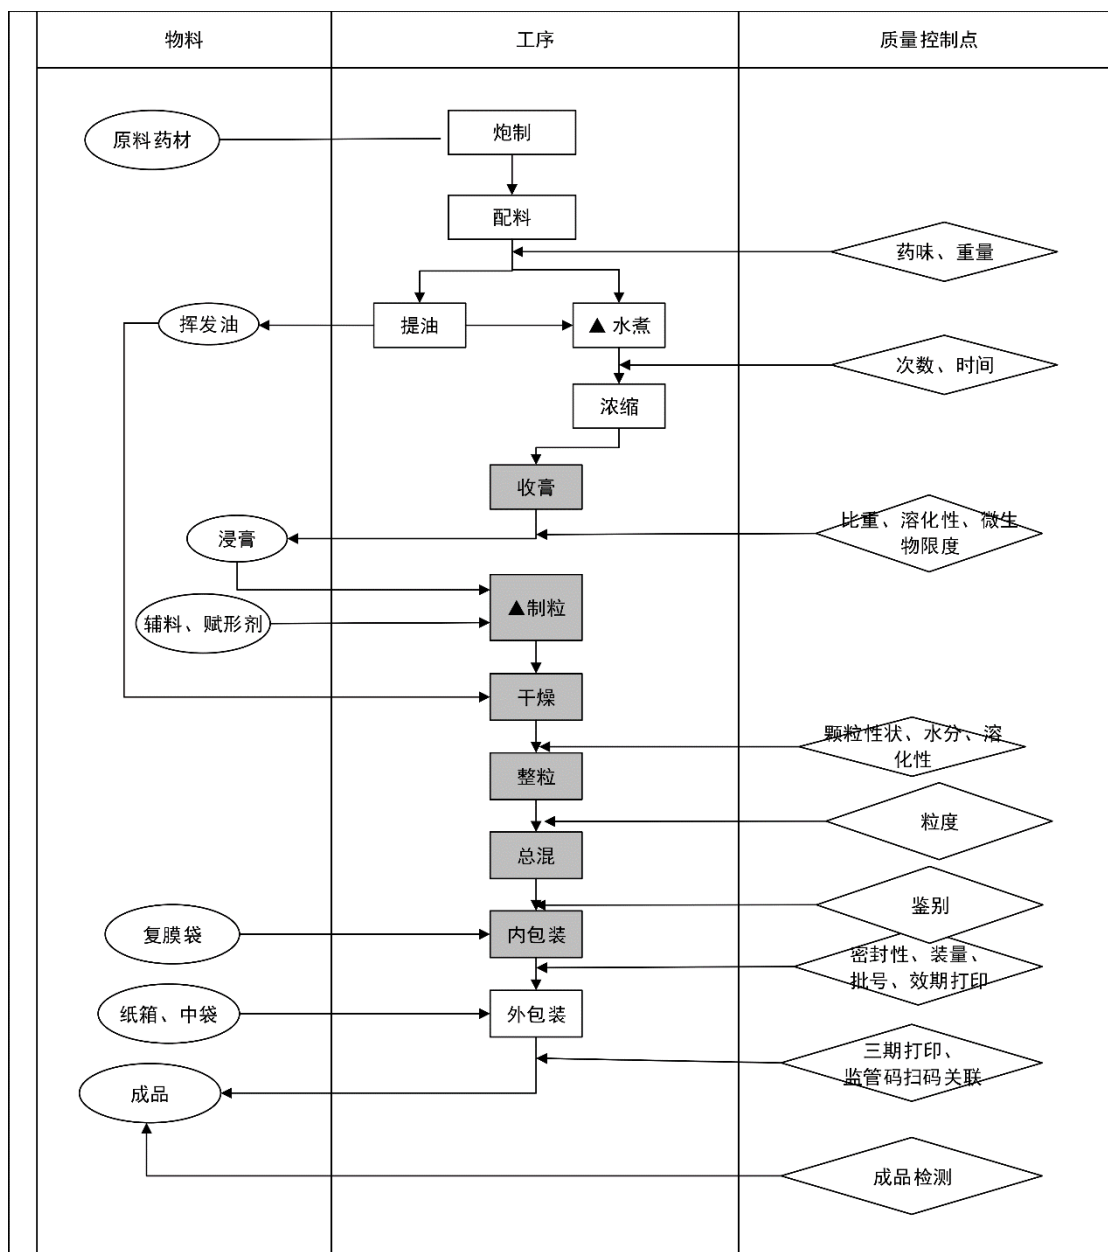 物料
工序
质量控制点
原料药材
炮制
配料
药味、重量
挥发油
提油
▲ 水煮
次数、时间
浓缩
收膏
浸膏
比重、溶化性、微生
物限度
▲制粒
辅料、赋形剂
干燥
颗粒性状、水分、溶
化性
整粒
粒度
总混
鉴别
复膜袋
内包装
密封性、装量、
批号、效期打印
纸箱、中袋
外包装
三期打印、
监管码扫码关联
成品
成品检测